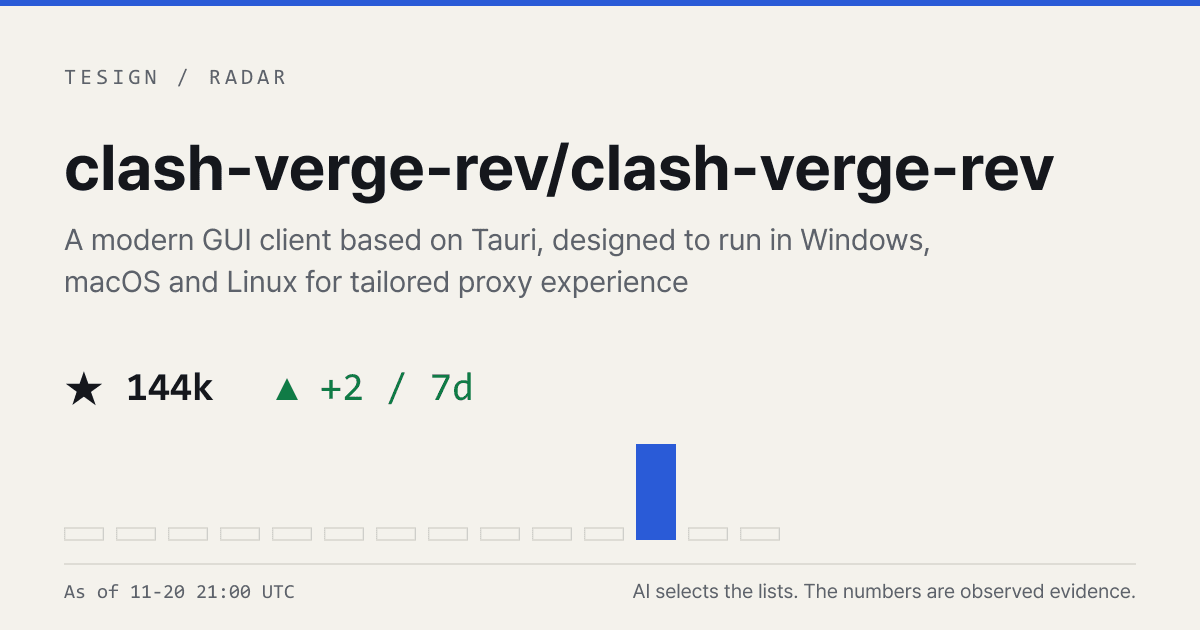 TESIGN / RADAR
clash-verge-rev/clash-verge-rev
A modern GUI client based on Tauri, designed to run in Windows,
macOS and Linux for tailored proxy experience
★ 144k ▲ +2 / 7d
As of 11-20 21:00 UTC
AI selects the lists. The numbers are observed evidence.